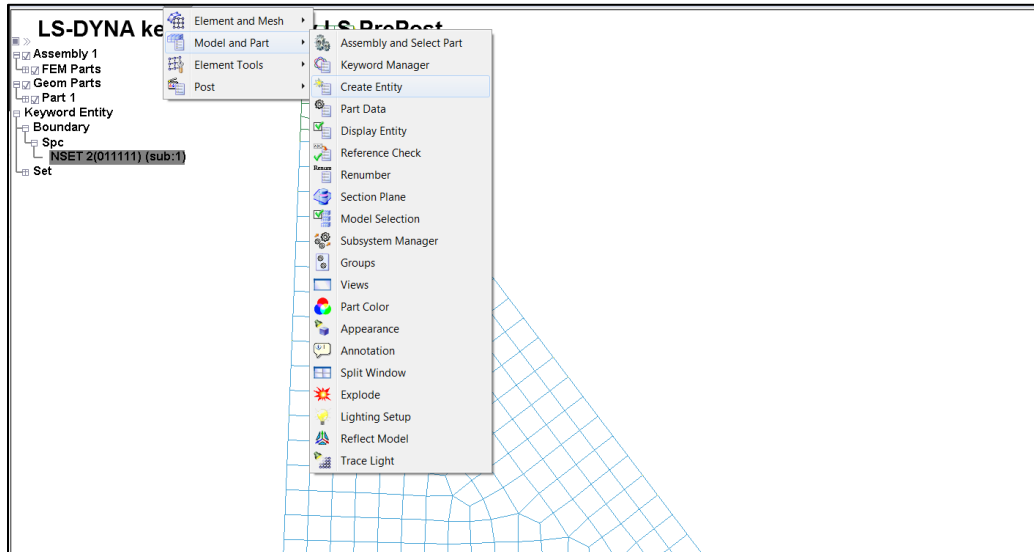 LS-DYNA ke
LS-PrePost
Assembly 1
FEM Parts
Geom Parts
Part 1
Keyword Entity
Boundary
Spc
NSET 2(011111) (sub:1)
Set
Element and Mesh
Model and Part
Element Tools
Post
Assembly and Select Part
Keyword Manager
Create Entity
Part Data
Display Entity
Reference Check
Renum
Renumber
Section Plane
Model Selection
Subsystem Manager
Groups
Views
Part Color
Appearance
Annotation
Split Window
Explode
Lighting Setup
Reflect Model
Trace Light